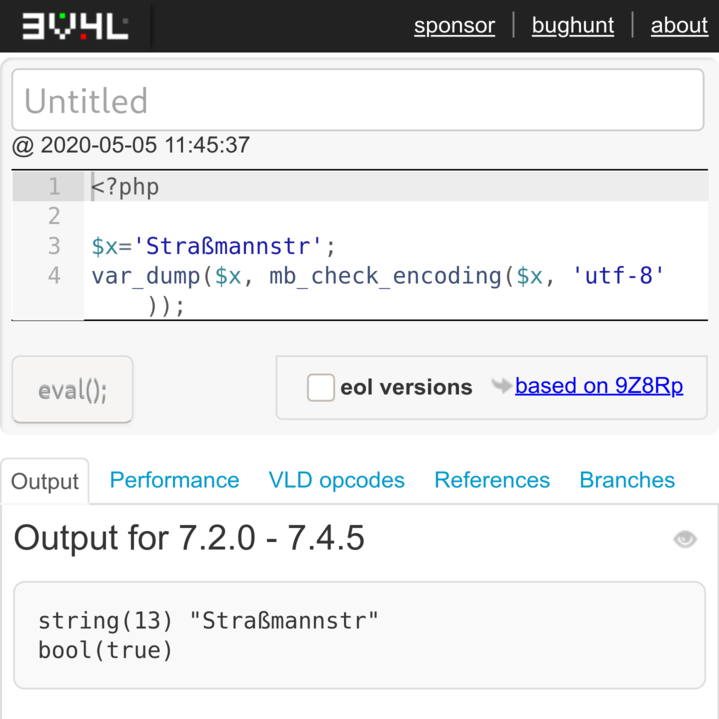 3V4L
sponsor | bughunt | about
Untitled
@ 2020-05-05 11:45:37
1 <?php
2
3 $x='Straßmannstr';
4 var_dump($x, mb_check_encoding($x, 'utf-8'
));
eval();
eol versions based on 9Z8Rp
Output Performance VLD opcodes References Branches
Output for 7.2.0 - 7.4.5
string(13) "Straßmannstr"
bool(true)